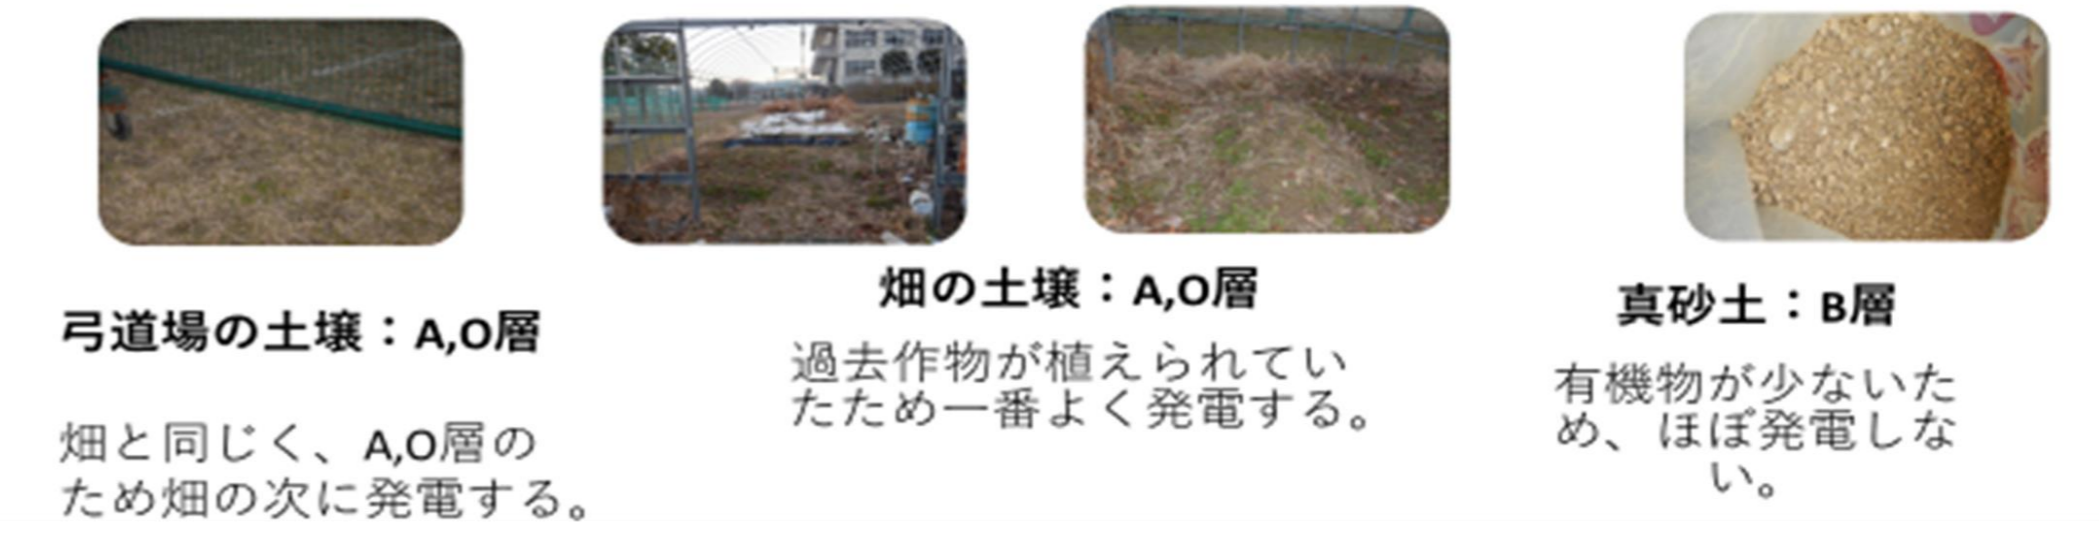 弓道場の土壌：A,O層
畑と同じく、A,O層の
ため畑の次に発電する。
畑の土壌：A,O層
過去作物が植えられてい
たため一番よく発電する。
真砂土：B層
有機物が少ないた
め、ほぼ発電しな
い。